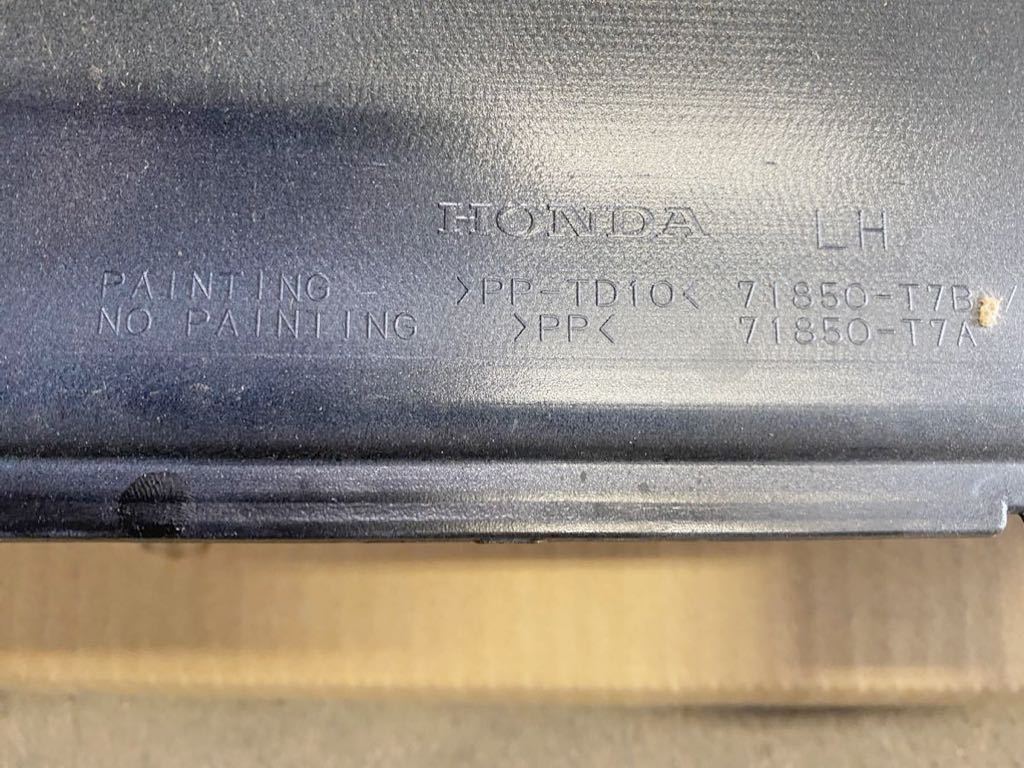 HONDA LH
PAINTING >PP-TD10< 71850-T7B
NO PAINTING >PP< 71850-T7A